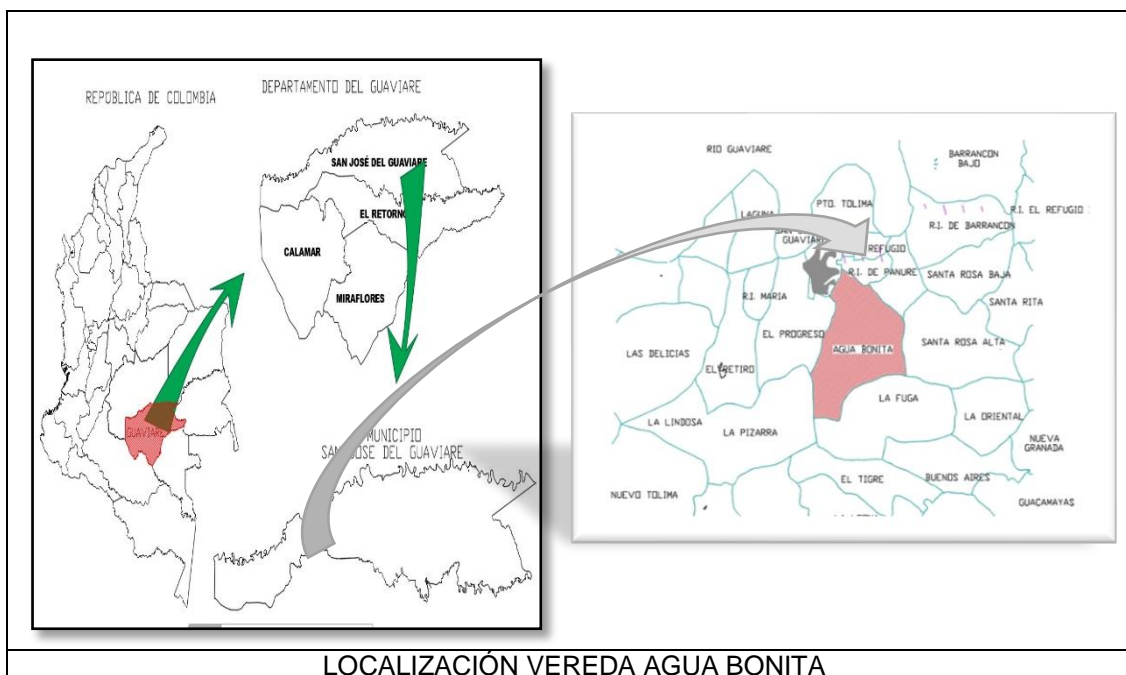 REPÚBLICA DE COLOMBIA
DEPARTAMENTO DEL GUAVIARE
SAN JOSÉ DEL GUAVIARE
EL RETORNO
CALAMAR
MIRAFLORES
GUAVIARE
MUNICIPIO
SAN JOSE DEL GUAVIARE
RIO GUAVIARE
BARRANCON
BAJO
PTO. TOLIMA
LAGUNA
R.I. EL REFUGIO
GUAVIARE
REFUGIO
R.I. DE BARRANCON
R.I. DE PANURE
SANTA ROSA BAJA
R.I. MARIA
SANTA RITA
EL PROGRESO
AGUA BONITA
SANTA ROSA ALTA
LAS DELICIAS
EL RETIRO
LA FUGA
LA ORIENTAL
LA LINDOSA
LA PIZARRA
NUEVA
GRANADA
EL TIGRE
BUENOS AIRES
NUEVO TOLIMA
GUACAMAYAS
LOCALIZACIÓN VEREDA AGUA BONITA